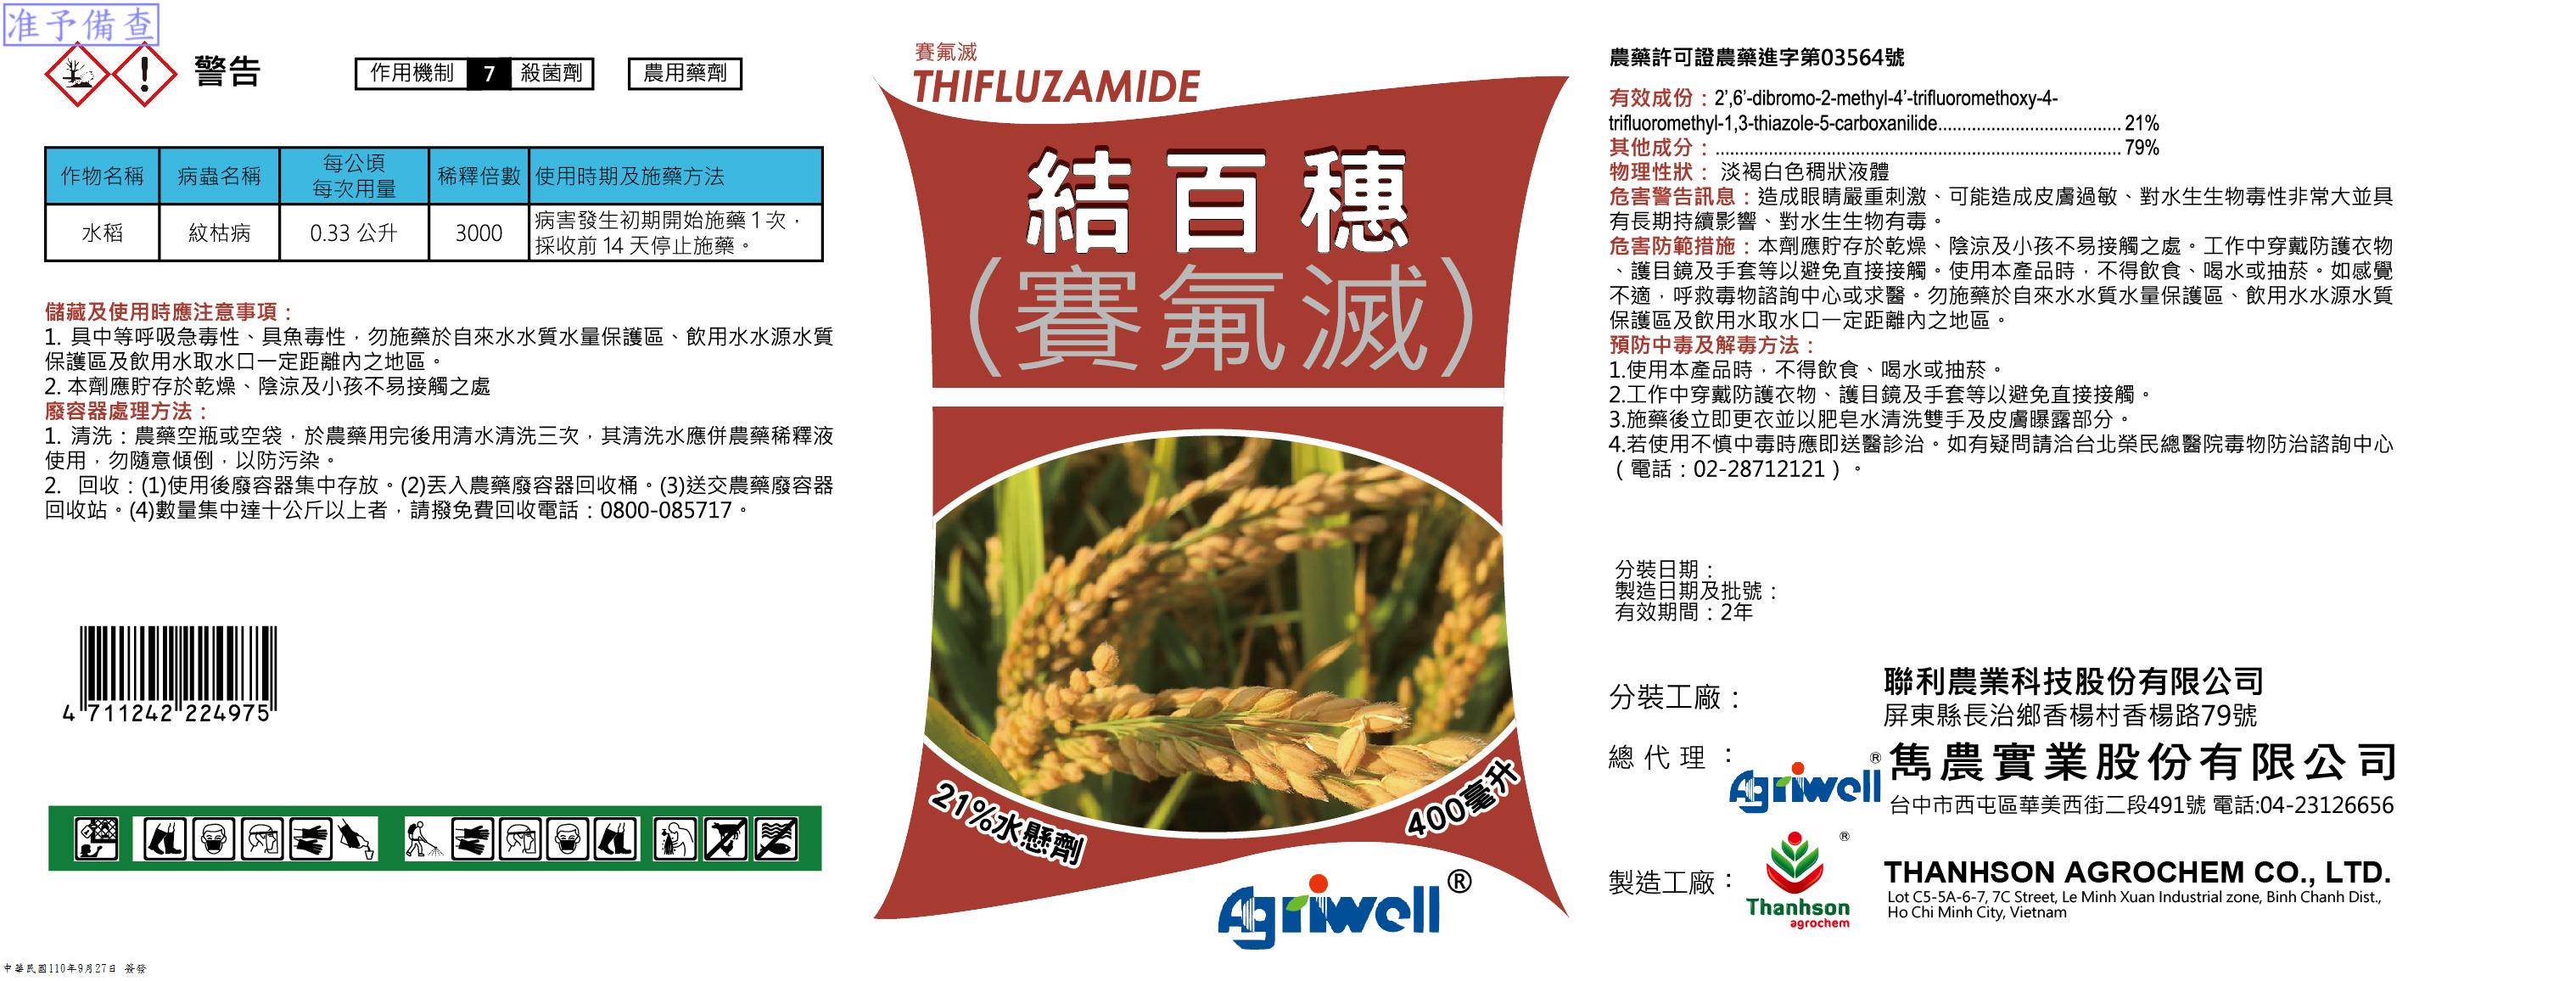 准予備查
警告
作用機制 7 殺菌劑
農用藥劑
作物名稱 病蟲名稱 每公頃每次用量 稀釋倍數 使用時期及施藥方法
水稻 紋枯病 0.33 公升 3000 病害發生初期開始施藥1次，
採收前14天停止施藥。
儲藏及使用時應注意事項：
1. 具中等呼吸急毒性、具魚毒性，勿施藥於自來水水質水量保護區、飲用水水源水質
保護區及飲用水取水口一定距離內之地區。
2. 本劑應貯存於乾燥、陰涼及小孩不易接觸之處
廢容器處理方法：
1. 清洗：農藥空瓶或空袋，於農藥用完後用清水清洗三次，其清洗水應併農藥稀釋液
使用，勿隨意傾倒，以防污染。
2. 回收：(1)使用後廢容器集中存放。(2)丟入農藥廢容器回收桶。(3)送交農藥廢容器
回收站。(4)數量集中達十公斤以上者，請撥免費回收電話：0800-085717。
4 711242 224975
中華民國110年9月27日 簽發
賽氟滅
THIFLUZAMIDE
結百穗
(賽氟滅)
21%水懸劑
400毫升
Agriwell®
農藥許可證農藥進字第03564號
有效成份：2’,6’-dibromo-2-methyl-4’-trifluoromethoxy-4-
trifluoromethyl-1,3-thiazole-5-carboxanilide...................................... 21%
其他成分：.................................................................................... 79%
物理性狀： 淡褐白色稠狀液體
危害警告訊息：造成眼睛嚴重刺激、可能造成皮膚過敏、對水生生物毒性非常大並具
有長期持續影響、對水生生物有毒。
危害防範措施：本劑應貯存於乾燥、陰涼及小孩不易接觸之處。工作中穿戴防護衣物
、護目鏡及手套等以避免直接接觸。使用本產品時，不得飲食、喝水或抽菸。如感覺
不適，呼救毒物諮詢中心或求醫。勿施藥於自來水水質水量保護區、飲用水水源水質
保護區及飲用水取水口一定距離內之地區。
預防中毒及解毒方法：
1.使用本產品時，不得飲食、喝水或抽菸。
2.工作中穿戴防護衣物、護目鏡及手套等以避免直接接觸。
3.施藥後立即更衣並以肥皂水清洗雙手及皮膚曝露部分。
4.若使用不慎中毒時應即送醫診治。如有疑問請洽台北榮民總醫院毒物防治諮詢中心
（電話：02-28712121）。
分裝日期：
製造日期及批號：
有效期間：2年
分裝工廠： 聯利農業科技股份有限公司
屏東縣長治鄉香楊村香楊路79號
總代理： Agriwell® 雋農實業股份有限公司
台中市西屯區華美西街二段491號 電話:04-23126656
製造工廠： Thanhson agrochem ® THANHSON AGROCHEM CO., LTD.
Lot C5-5A-6-7, 7C Street, Le Minh Xuan Industrial zone, Binh Chanh Dist.,
Ho Chi Minh City, Vietnam